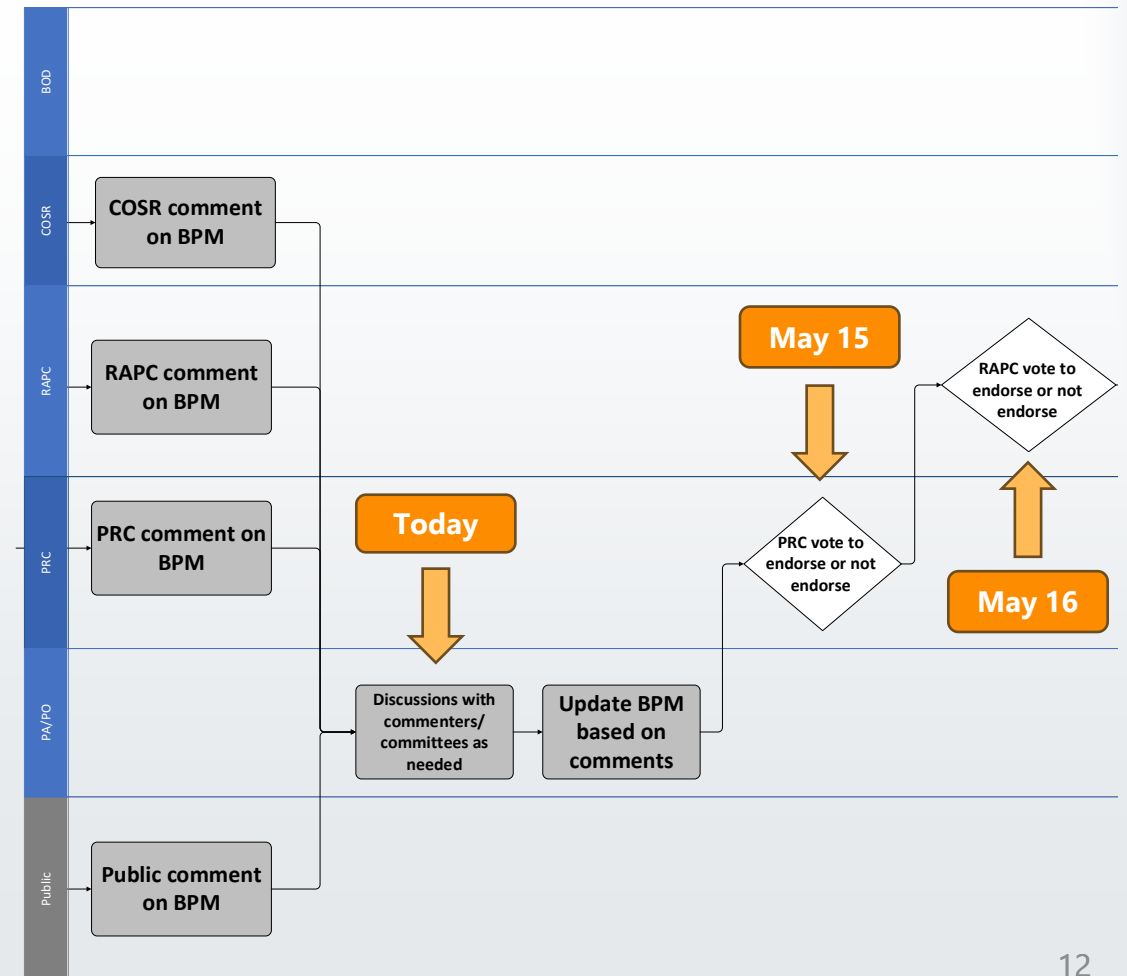 BOD
COSR
COSR comment
on BPM
RAPC
RAPC comment
on BPM
May 15
RAPC vote to
endorse or not
endorse
PRC
PRC comment on
BPM
Today
PRC vote to
endorse or not
endorse
May 16
PA/PO
Discussions with
commenters/
committees as
needed
Update BPM
based on
comments
Public
Public comment
on BPM
12